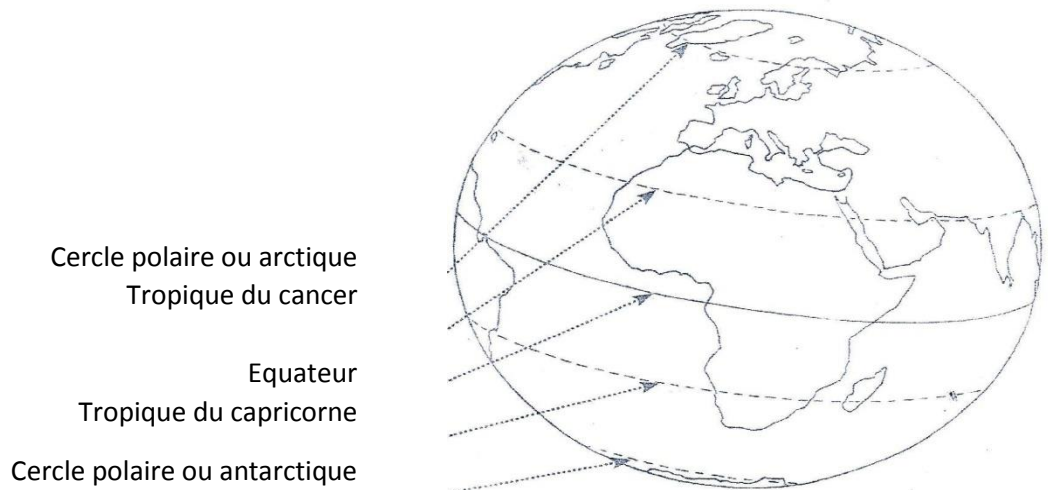 Cercle polaire ou arctique
Tropique du cancer
Equateur
Tropique du capricorne
Cercle polaire ou antarctique